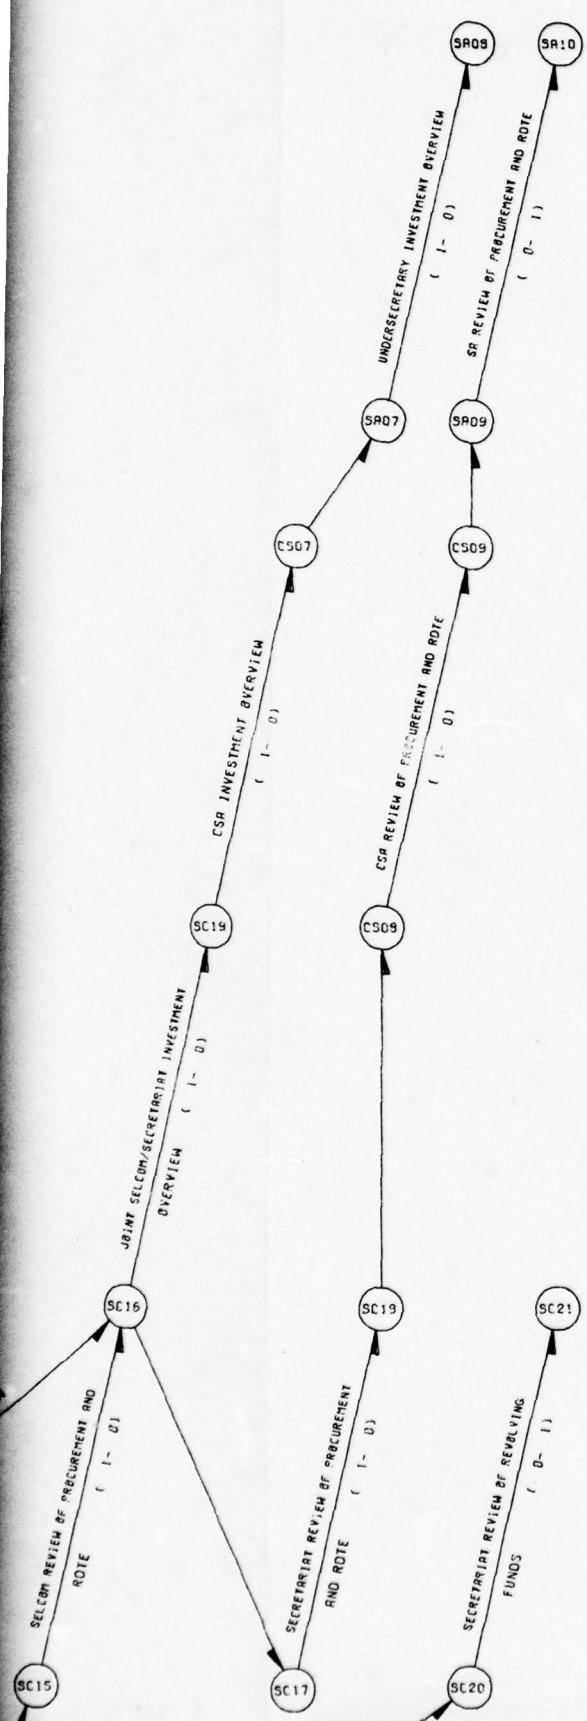 SA08
SA10
UNDERSECRETARY INVESTMENT OVERVIEW
( 1- 0)
SA REVIEW OF PROCUREMENT AND RDTE
( 0- 1)
SA07
SA09
CS07
CS09
CSA INVESTMENT OVERVIEW
( 1- 0)
CSA REVIEW OF PROCUREMENT AND RDTE
( 1- 0)
SC19
CS08
JOINT SELCOM/SECRETARIAT INVESTMENT
OVERVIEW ( 1- 0)
SC16
SC18
SC21
SELCOM REVIEW OF PROCUREMENT AND
RDTE ( 1- 0)
SECRETARIAT REVIEW OF PROCUREMENT
AND RDTE ( 1- 0)
SECRETARIAT REVIEW OF REVOLVING
FUNDS ( 0- 1)
SC15
SC17
SC20